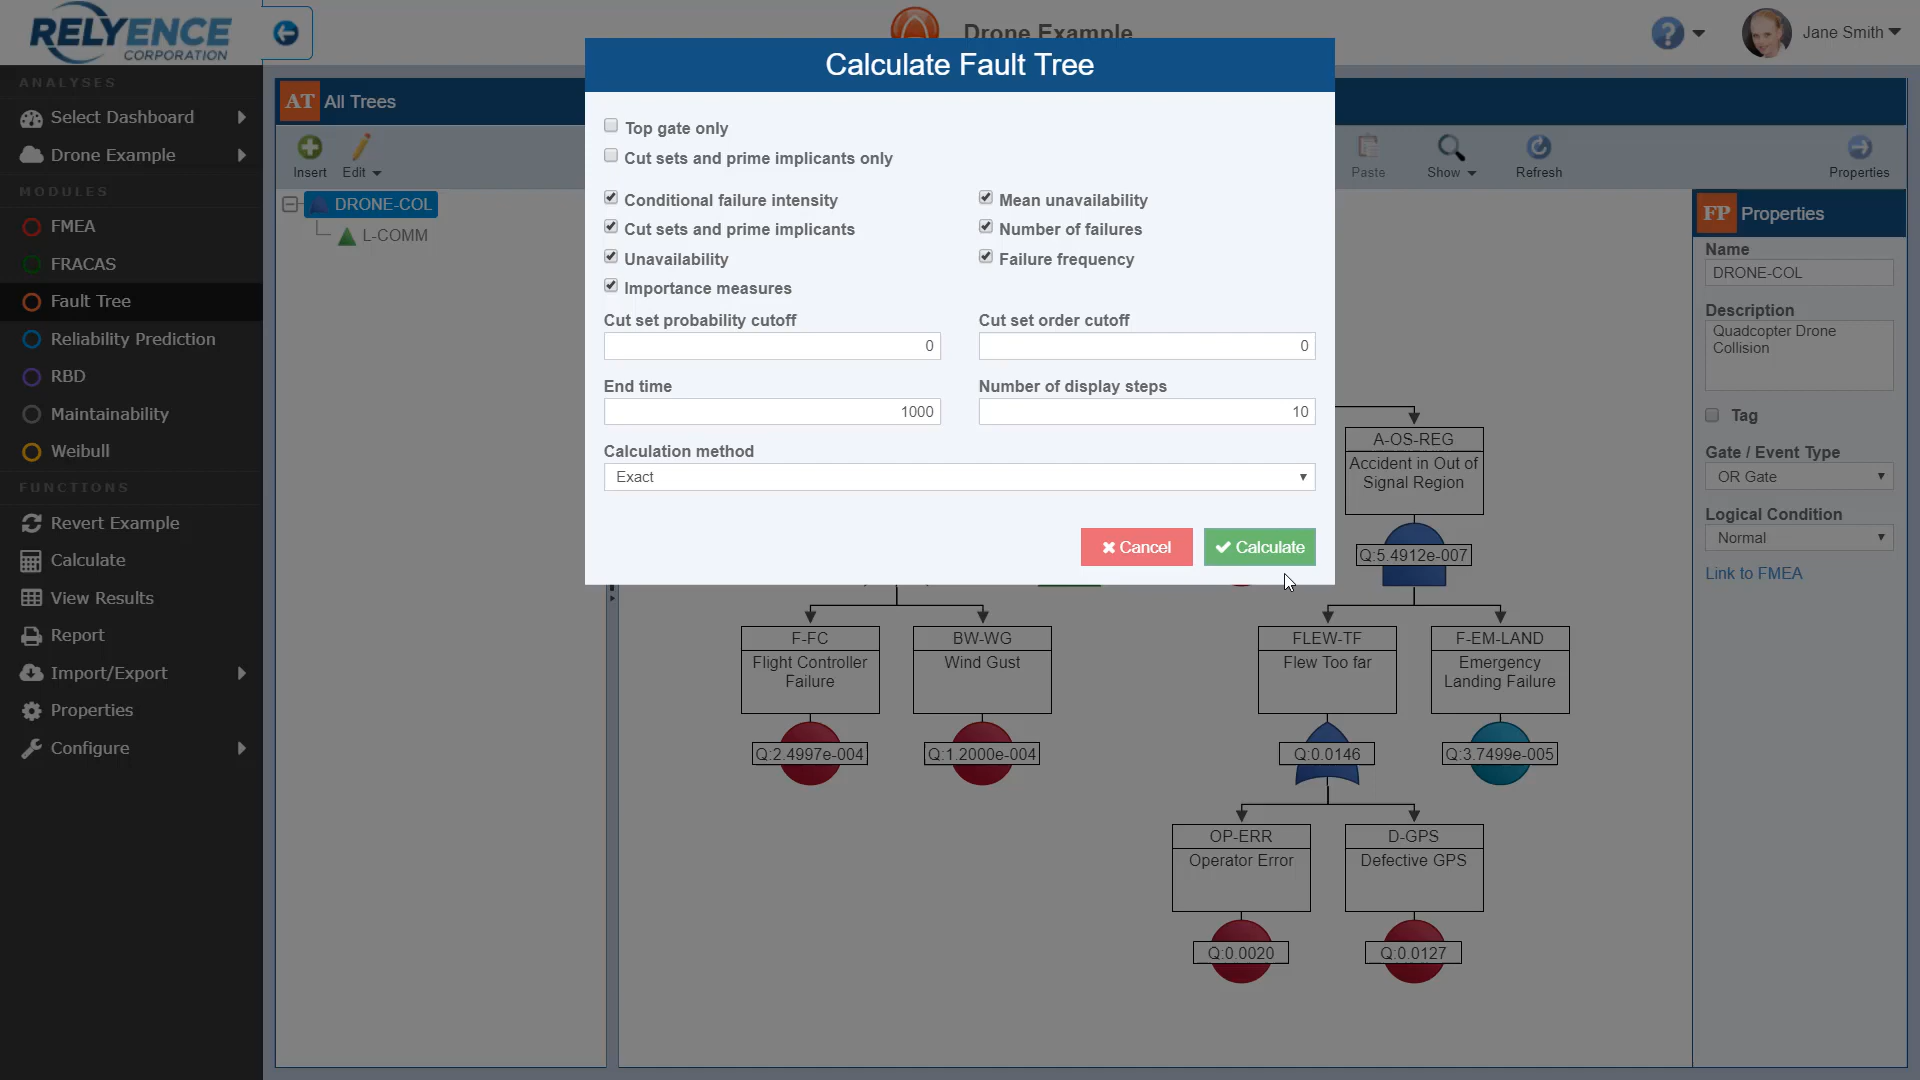 RELYENCE
CORPORATION
Drone Example
?
Jane Smith
ANALYSES
Select Dashboard
Drone Example
MODULES
FMEA
FRACAS
Fault Tree
Reliability Prediction
RBD
Maintainability
Weibull
FUNCTIONS
Revert Example
Calculate
View Results
Report
Import/Export
Properties
Configure
AT All Trees
Insert
Edit
DRONE-COL
L-COMM
Calculate Fault Tree
Top gate only
Cut sets and prime implicants only
Conditional failure intensity
Mean unavailability
Cut sets and prime implicants
Number of failures
Unavailability
Failure frequency
Importance measures
Cut set probability cutoff
Cut set order cutoff
0
0
End time
Number of display steps
1000
10
Calculation method
Exact
Cancel
Calculate
Paste
Show
Refresh
Properties
A-OS-REG
Accident in Out of
Signal Region
Q:5.4912e-007
F-FC
Flight Controller
Failure
Q:2.4997e-004
BW-WG
Wind Gust
Q:1.2000e-004
FLEW-TF
Flew Too far
Q:0.0146
F-EM-LAND
Emergency
Landing Failure
Q:3.7499e-005
OP-ERR
Operator Error
Q:0.0020
D-GPS
Defective GPS
Q:0.0127
FP Properties
Name
DRONE-COL
Description
Quadcopter Drone
Collision
Tag
Gate / Event Type
OR Gate
Logical Condition
Normal
Link to FMEA